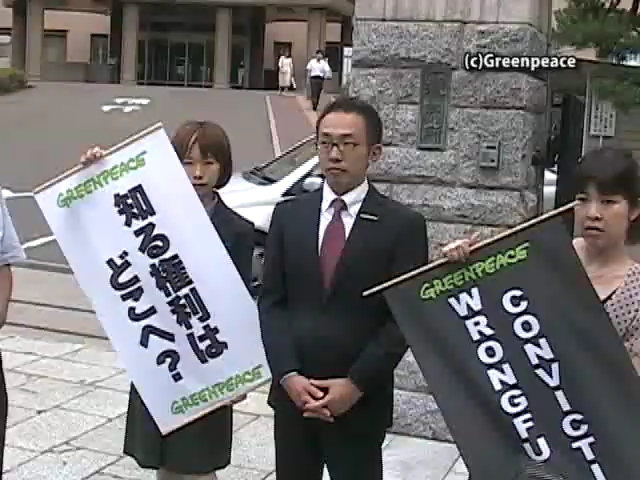 (c)Greenpeace
GREENPEACE
知る権利は
どこへ?
GREENPEACE
GREENPEACE
WRONGFU
CONVICTI